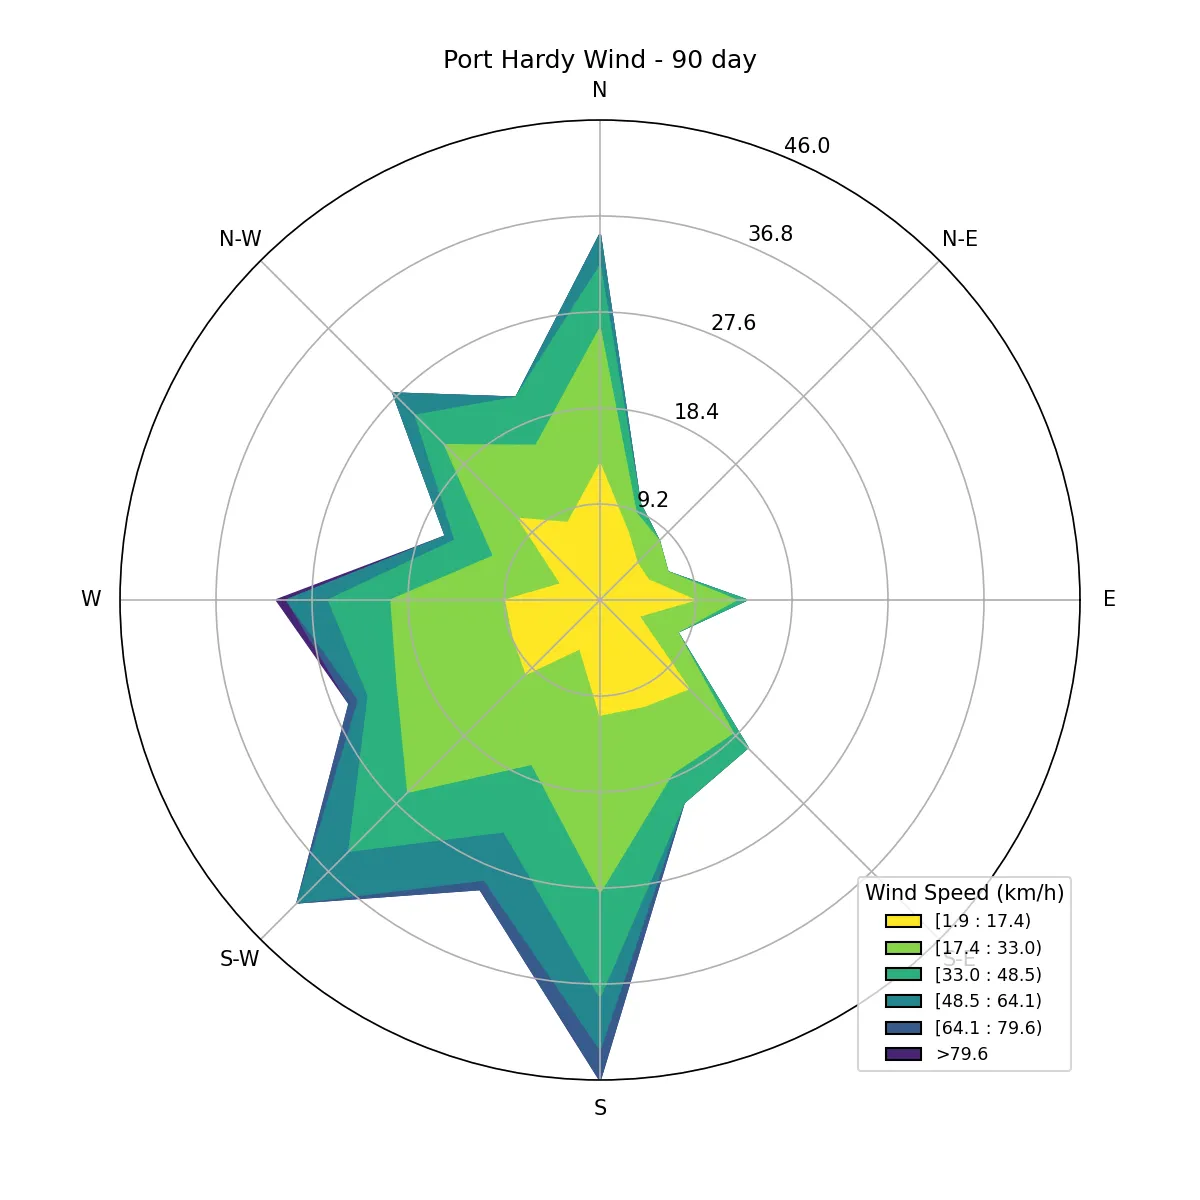 Port Hardy Wind - 90 day
N
46.0
N-W
36.8
N-E
27.6
18.4
9.2
W
E
S-W
S-E
Wind Speed (km/h)
[1.9 : 17.4)
[17.4 : 33.0)
[33.0 : 48.5)
[48.5 : 64.1)
[64.1 : 79.6)
>79.6
S